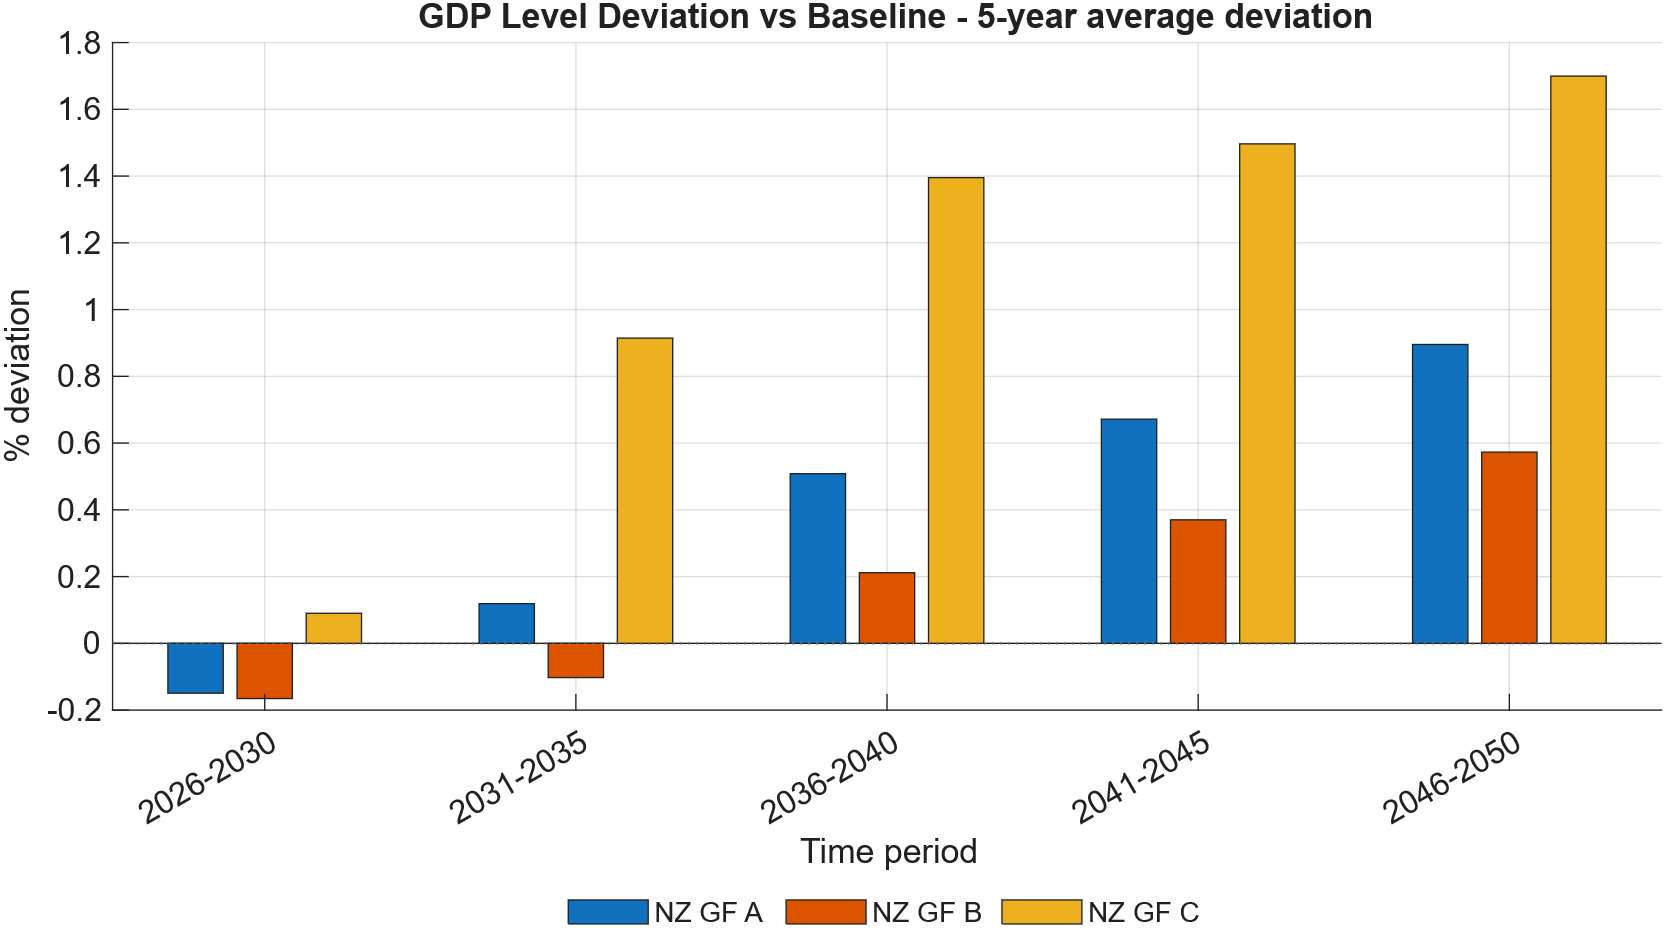 GDP Level Deviation vs Baseline - 5-year average deviation
1.8
1.6
1.4
1.2
1
0.8
0.6
0.4
0.2
0
-0.2
% deviation
2026-2030
2031-2035
2036-2040
2041-2045
2046-2050
Time period
NZ GF A
NZ GF B
NZ GF C